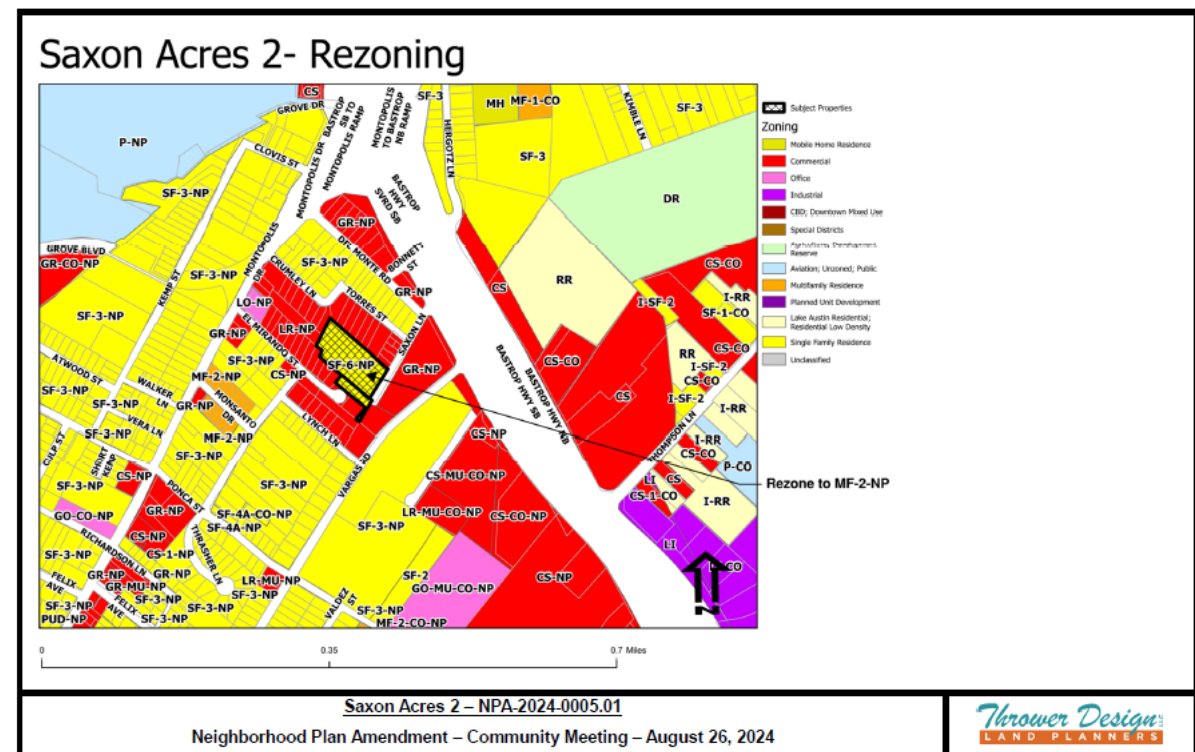 Saxon Acres 2- Rezoning
CS
GROVE DR
P-NP
CLOVIS ST
MONTOPOLIS DR
BASTROP
SB TO
MONTOPOLIS RAMP
MONTOPOLIS
TO BASTROP
NB RAMP
SF-3
HERGOTZ LN
MH
MF-1-CO
KIMBLE LN
SF-3
SF-3
DR
SF-3-NP
BASTROP
HWY
SVRD SB
GROVE BLVD
GR-CO-NP
KEMP ST
SF-3-NP
MONTOPOLIS
DR
GR-NP
DEL MONTE RD
BONNETT
ST
SF-3-NP
CRUMLEY LN
TORRES ST
GR-NP
SAXON LN
CS
RR
CS-CO
I-SF-2
I-RR
SF-1-CO
SF-3-NP
LO-NP
LR-NP
EL MIRANDO ST
GR-NP
SF-3-NP
CS-NP
SF-6-NP
GR-NP
BASTROP HWY SB
BASTROP HWY NB
CS-CO
CS
CS-CO
RR
I-SF-2
CS-CO
I-SF-2
I-RR
ATWOOD ST
SF-3-NP
WALKER
LN
SF-3-NP
VERA LN
SF-3-NP
MF-2-NP
GR-NP
MONSANTO
DR
MF-2-NP
SF-3-NP
LYNCH LN
VARGAS RD
THOMPSON LN
I-RR
CS-CO
P-CO
CULP ST
SHORT
KEMP
CS-NP
SF-3-NP
CS-NP
CS-MU-CO-NP
LI
CS
CS-1-CO
I-RR
Rezone to MF-2-NP
GO-CO-NP
PONCA ST
GR-NP
SF-3-NP
SF-4A-CO-NP
SF-4A-NP
SF-3-NP
LR-MU-CO-NP
CS-CO-NP
RICHARDSON LN
CS-NP
CS-1-NP
THRASHER LN
LI
CO
N
SF-3-NP
FELIX
AVE
GR-NP
GR-NP
GR-MU-NP
SF-3-NP
LR-MU-NP
SF-3-NP
SF-2
GO-MU-CO-NP
CS-NP
SF-3-NP
PUD-NP
FELIX
AVE
SF-3-NP
SF-3-NP
VALDEZ
ST
SF-3-NP
MF-2-CO-NP
Subject Properties
Zoning
Mobile Home Residence
Commercial
Office
Industrial
CBD; Downtown Mixed Use
Special Districts
Reserve
Aviation; Unzoned; Public
Multifamily Residence
Planned Unit Development
Lake Austin Residential;
Residential Low Density
Single Family Residence
Unclassified
0
0.35
0.7 Miles
Saxon Acres 2 – NPA-2024-0005.01
Neighborhood Plan Amendment – Community Meeting – August 26, 2024
Thrower Design LLC
LAND PLANNERS